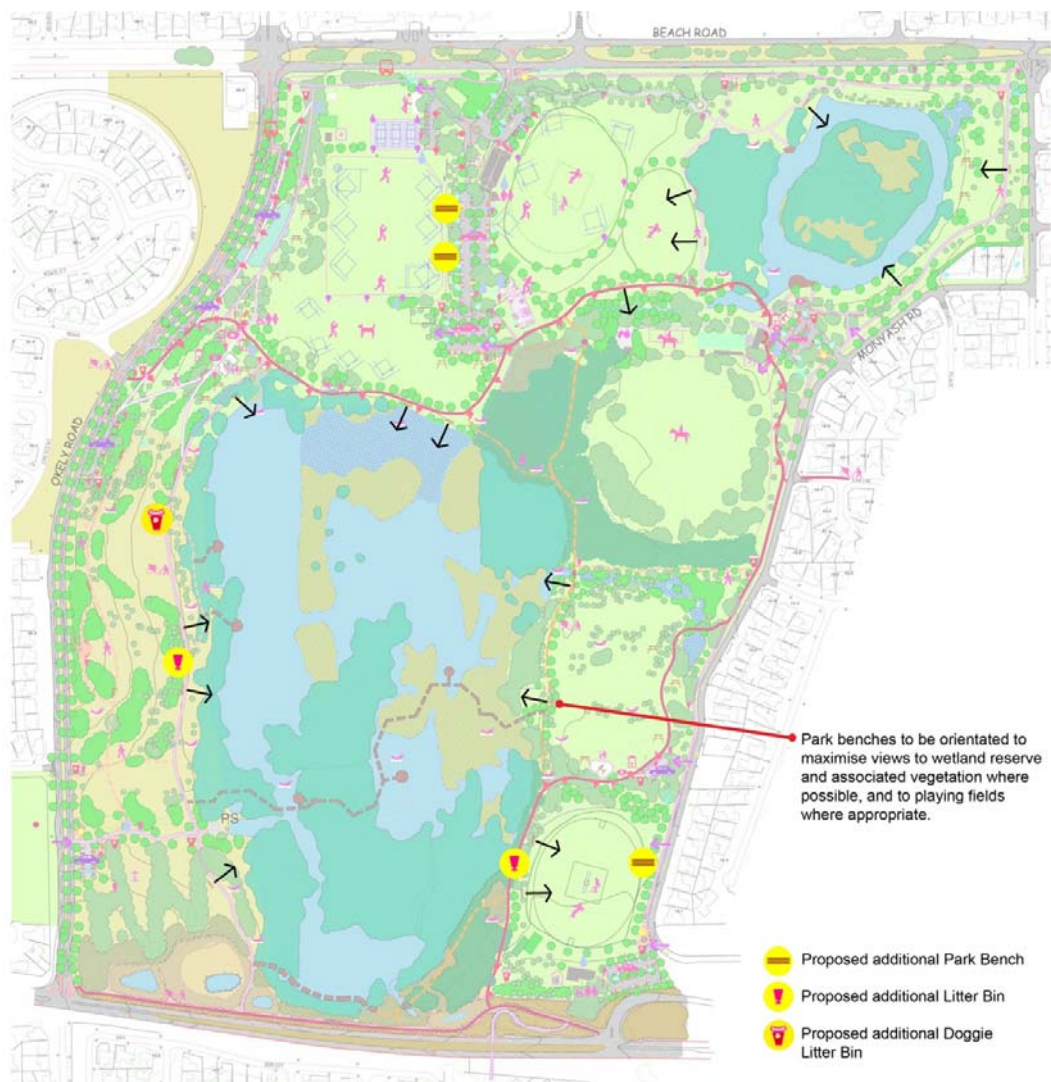 BEACH ROAD
MONYASH RD
OKELY ROAD
Park benches to be orientated to
maximise views to wetland reserve
and associated vegetation where
possible, and to playing fields
where appropriate.
PS
Proposed additional Park Bench
Proposed additional Litter Bin
Proposed additional Doggie
Litter Bin